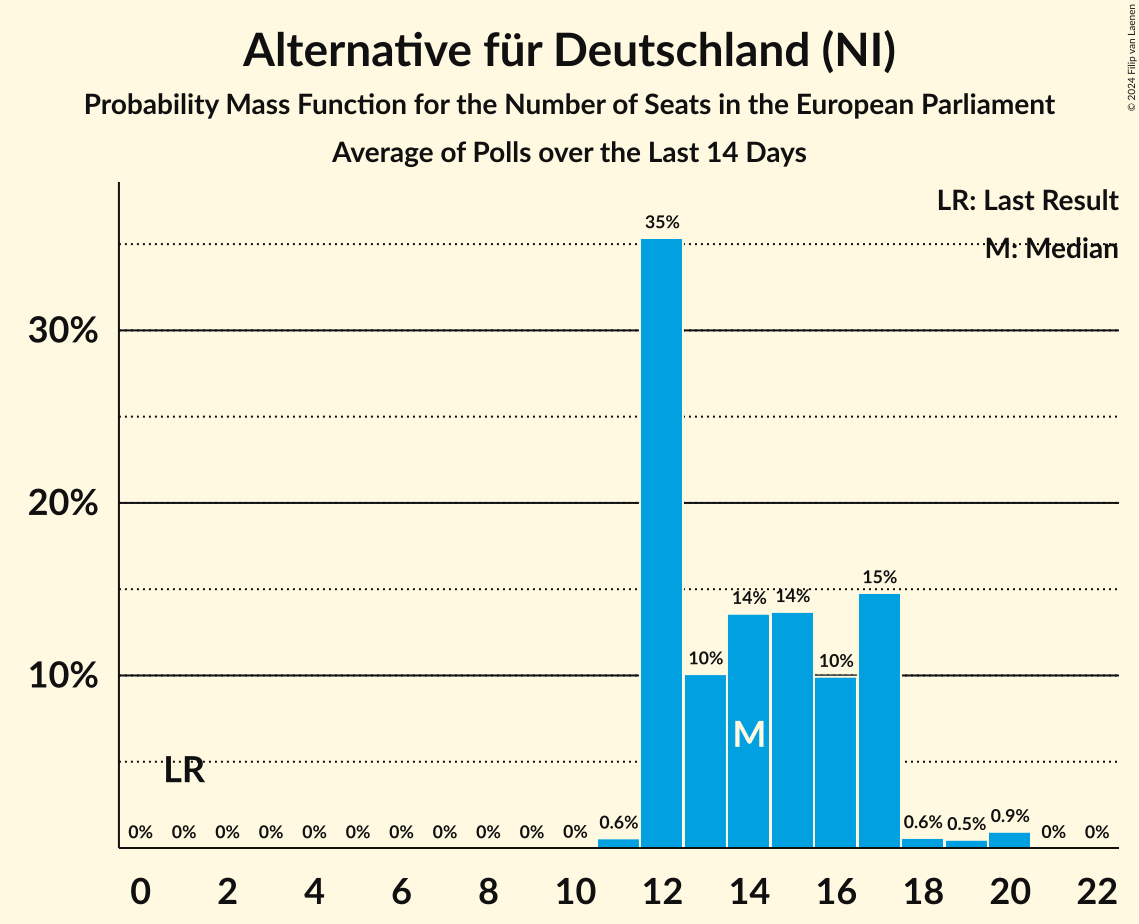 Alternative für Deutschland (NI)
Probability Mass Function for the Number of Seats in the European Parliament
Average of Polls over the Last 14 Days
© 2024 Filip van Laenen
LR: Last Result
M: Median
30%
20%
10%
35%
15%
14% 14%
10% 10%
M
LR
0% 0% 0% 0% 0% 0% 0% 0% 0% 0% 0% 0.6% 0.6% 0.5% 0.9% 0% 0%
0 2 4 6 8 10 12 14 16 18 20 22